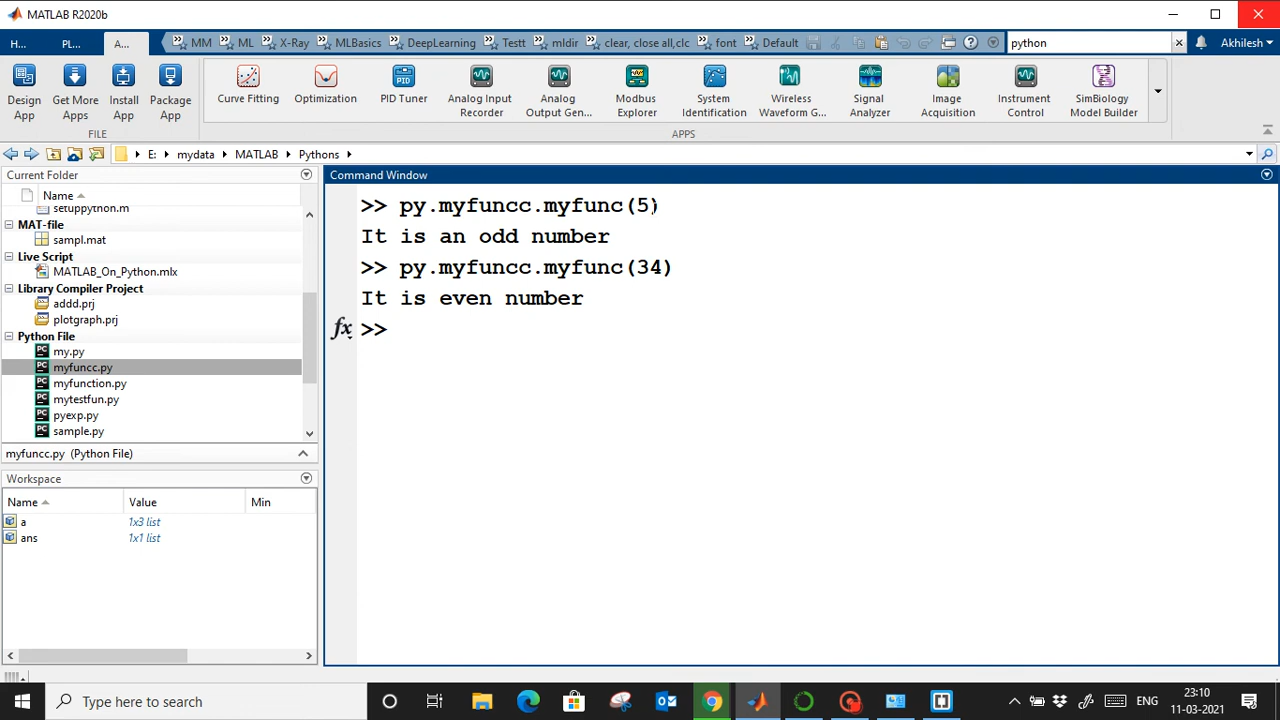 MATLAB R2020b
H... PL... A... MM ML X-Ray MLBasics DeepLearning Testt mldir clear, close all,clc font Default python Akhilesh
Design App
Get More Apps
Install App
Package App
Curve Fitting
Optimization
PID Tuner
Analog Input Recorder
Analog Output Gen...
Modbus Explorer
System Identification
Wireless Waveform G...
Signal Analyzer
Image Acquisition
Instrument Control
SimBiology Model Builder
FILE APPS
E: mydata MATLAB Pythons
Current Folder
Name
setuppython.m
MAT-file
sampl.mat
Live Script
MATLAB_On_Python.mlx
Library Compiler Project
addd.prj
plotgraph.prj
Python File
my.py
myfuncc.py
myfunction.py
mytestfun.py
pyexp.py
sample.py
myfuncc.py (Python File)
Workspace
Name Value Min
a 1x3 list
ans 1x1 list
Command Window
>> py.myfuncc.myfunc(5)
It is an odd number
>> py.myfuncc.myfunc(34)
It is even number
fx >>
Type here to search
ENG
23:10
11-03-2021